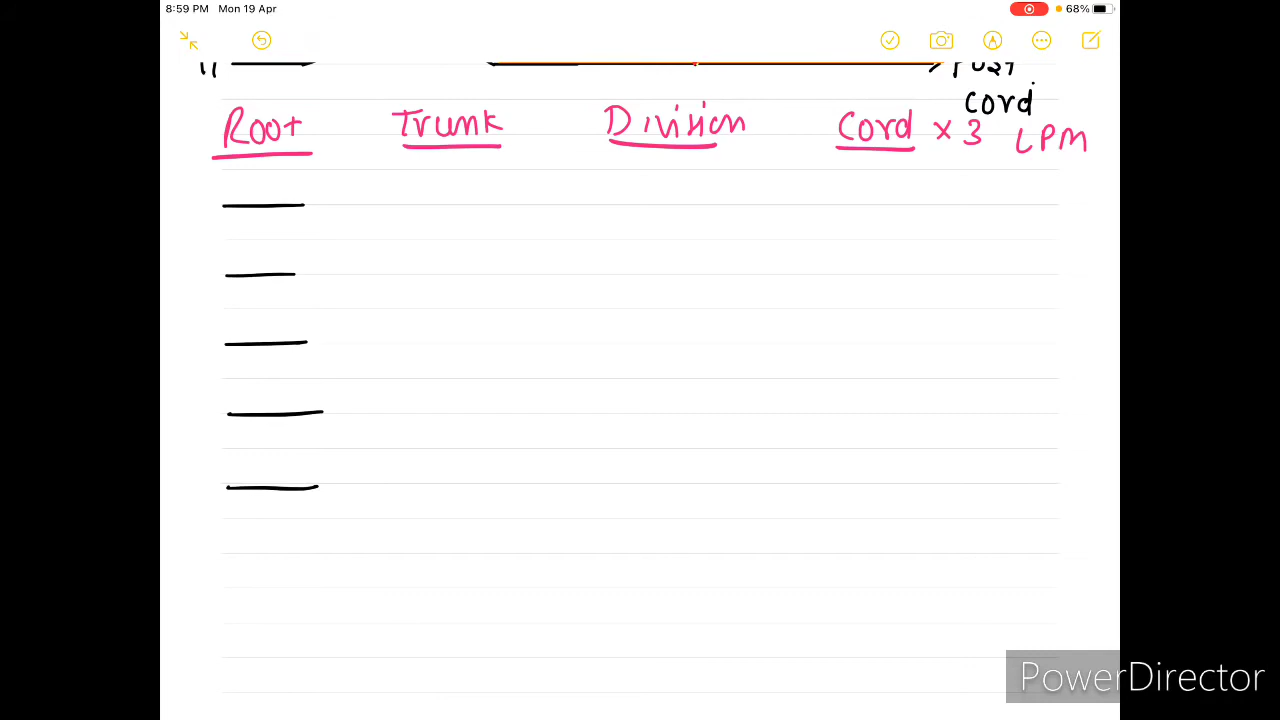 8:59 PM Mon 19 Apr 68%
cord
Root Trunk Division Cord x 3 LPM
PowerDirector